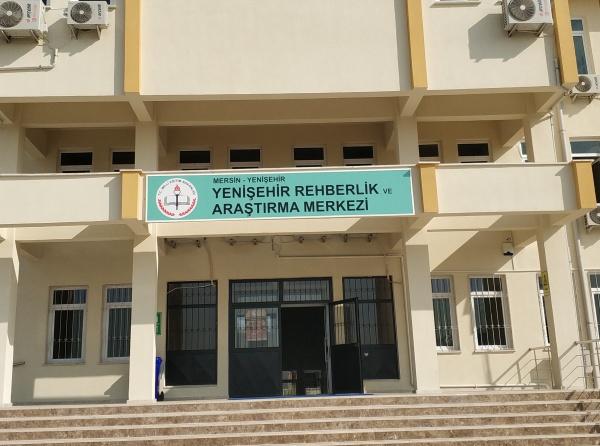 MERSİN - YENİŞEHİR
YENİŞEHİR REHBERLİK VE
ARAŞTIRMA MERKEZİ